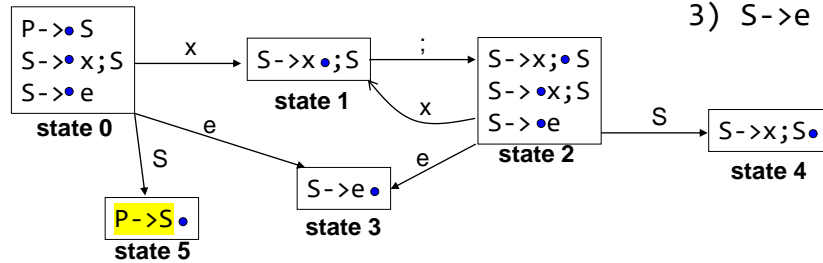 3) S->e
P->• S
S->• x;S
S->• e
state 0
x
S->x •;S
state 1
;
S->x;• S
S->•x;S
S->•e
state 2
x
e
S
e
S
S->x;S•
state 4
S->e •
state 3
P->S •
state 5